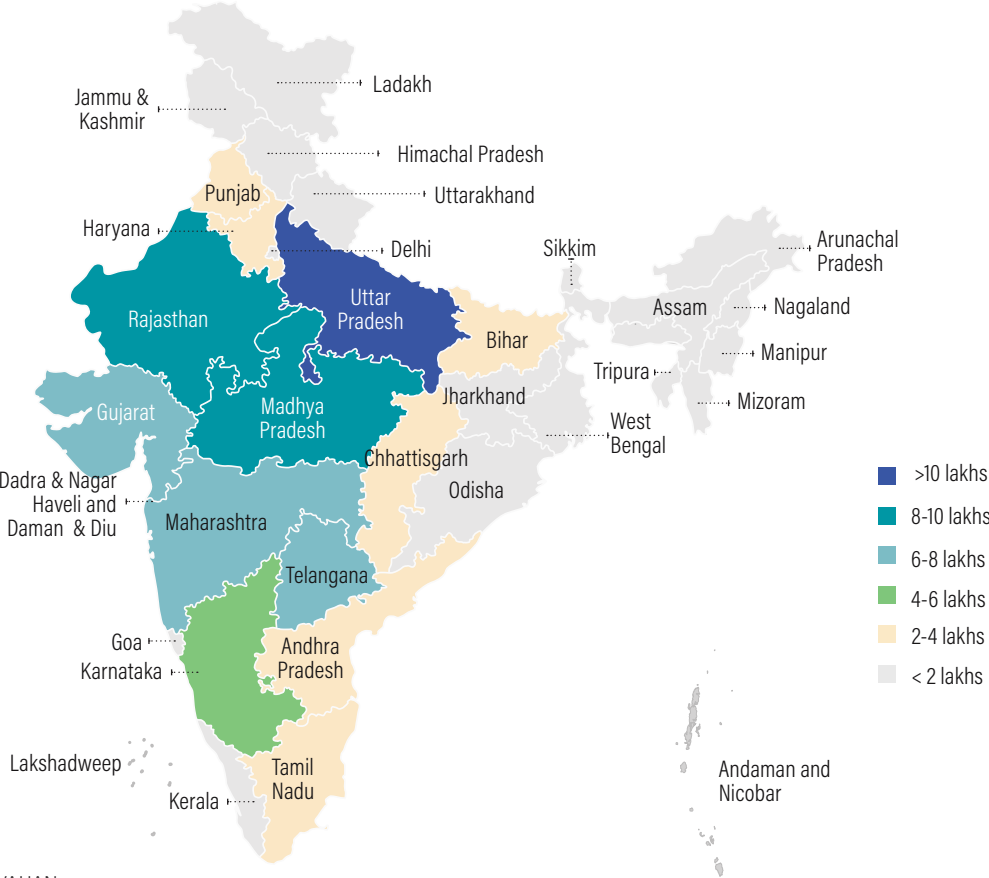 Ladakh
Jammu &
Kashmir
Himachal Pradesh
Punjab
Uttarakhand
Haryana
Delhi
Sikkim
Arunachal
Pradesh
Uttar
Pradesh
Rajasthan
Assam
Nagaland
Bihar
Manipur
Tripura
Jharkhand
Mizoram
Gujarat
Madhya
Pradesh
West
Bengal
Chhattisgarh
Dadra & Nagar
Haveli and
Daman & Diu
Odisha
Maharashtra
Telangana
Goa
Karnataka
Andhra
Pradesh
Lakshadweep
Tamil
Nadu
Kerala
Andaman and
Nicobar
>10 lakhs
8-10 lakhs
6-8 lakhs
4-6 lakhs
2-4 lakhs
< 2 lakhs